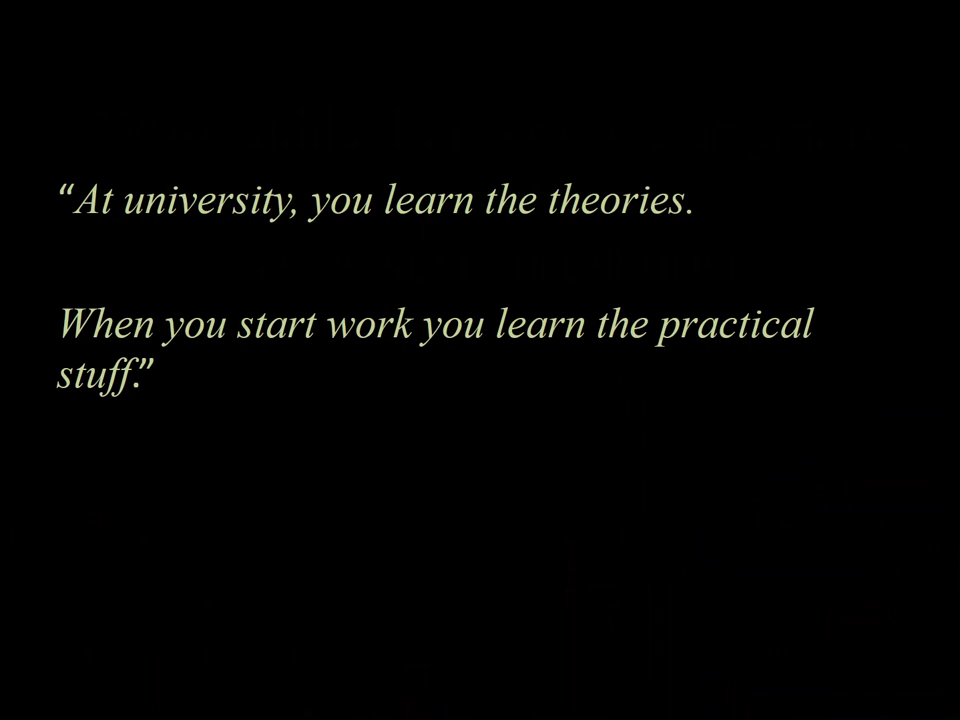 “At university, you learn the theories.
When you start work you learn the practical
stuff.”